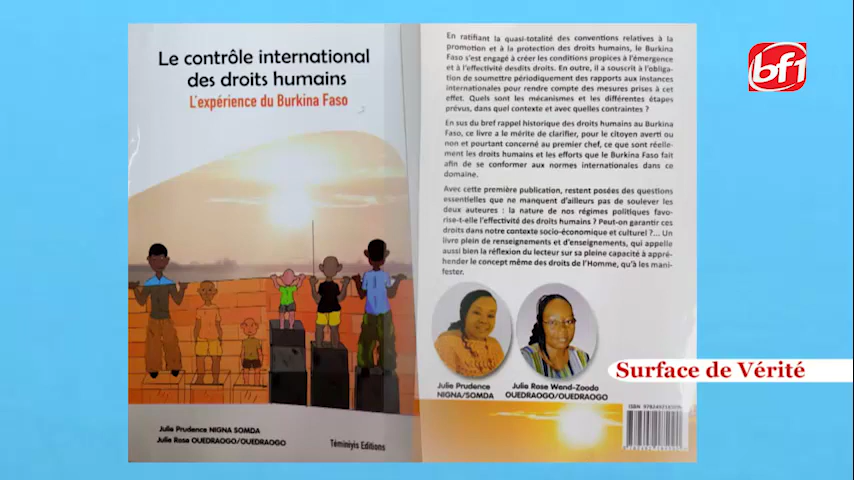 Le contrôle international
des droits humains
L'expérience du Burkina Faso
Julie Prudence NIGNA SOMDA
Julie Rose OUEDRAOGO/OUEDRAOGO
Téminiyis Editions
En ratifiant la quasi-totalité des conventions relatives à la
promotion et à la protection des droits humains, le Burkina
Faso s'est engagé à créer les conditions propices à l'émergence
et à l'effectivité desdits droits. En outre, il a souscrit à l'obliga-
tion de soumettre périodiquement des rapports aux instances
internationales pour rendre compte des mesures prises à cet
effet. Quels sont les mécanismes et les différentes étapes
prévus, dans quel contexte et avec quelles contraintes ?
En sus du bref rappel historique des droits humains au Burkina
Faso, ce livre a le mérite de clarifier, pour le citoyen averti ou
non et pourtant concerné au premier chef, ce que sont réelle-
ment les droits humains et les efforts que le Burkina Faso fait
afin de se conformer aux normes internationales dans ce
domaine.
Avec cette première publication, restent posées des questions
essentielles que ne manquent d'ailleurs pas de soulever les
deux auteures : la nature de nos régimes politiques favo-
rise-t-elle l'effectivité des droits humains ? Peut-on garantir ces
droits dans notre contexte socio-économique et culturel ?... Un
livre plein de renseignements et d'enseignements, qui appelle
aussi bien la réflexion du lecteur sur sa pleine capacité à appré-
hender le concept même des droits de l'Homme, qu'à les mani-
fester.
Julie Prudence
NIGNA/SOMDA
Julie Rose Wend-Zoodo
OUEDRAOGO/OUEDRAOGO
ISBN
bf1
Surface de Vérité